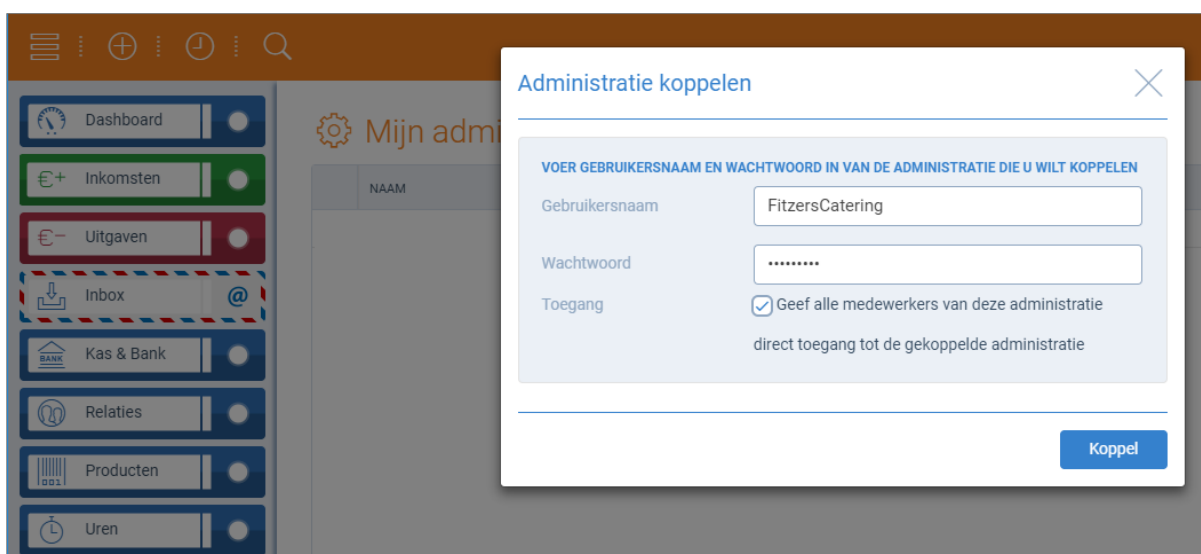 Administratie koppelen
Dashboard
Mijn admi
VOER GEBRUIKERSNAAM EN WACHTWOORD IN VAN DE ADMINISTRATIE DIE U WILT KOPPELEN
€+ Inkomsten
NAAM
Gebruikersnaam FitzersCatering
€− Uitgaven
Wachtwoord •••••••••
Inbox @
Toegang Geef alle medewerkers van deze administratie
direct toegang tot de gekoppelde administratie
BANK Kas & Bank
Relaties
Koppel
001 Producten
Uren